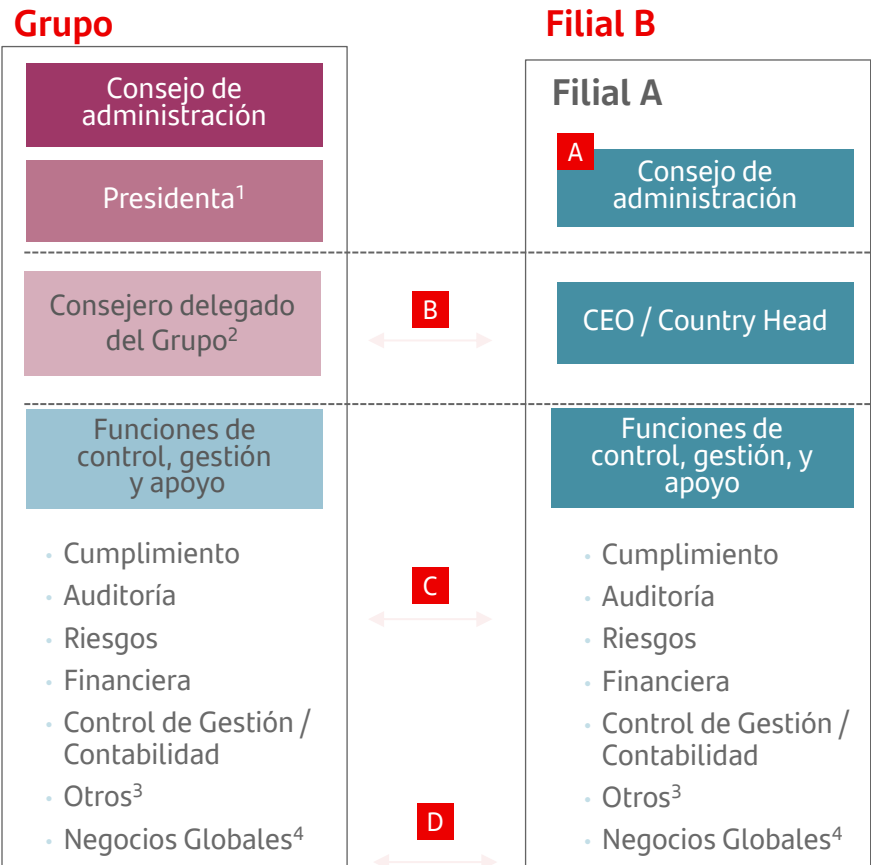 Grupo
Consejo de
administración
Presidenta¹
Consejero delegado
del Grupo²
Funciones de
control, gestión
y apoyo
· Cumplimiento
· Auditoría
· Riesgos
· Financiera
· Control de Gestión /
Contabilidad
· Otros³
· Negocios Globales⁴
B
C
D
Filial B
Filial A
A
Consejo de
administración
CEO / Country Head
Funciones de
control, gestión, y
apoyo
· Cumplimiento
· Auditoría
· Riesgos
· Financiera
· Control de Gestión /
Contabilidad
· Otros³
· Negocios Globales⁴